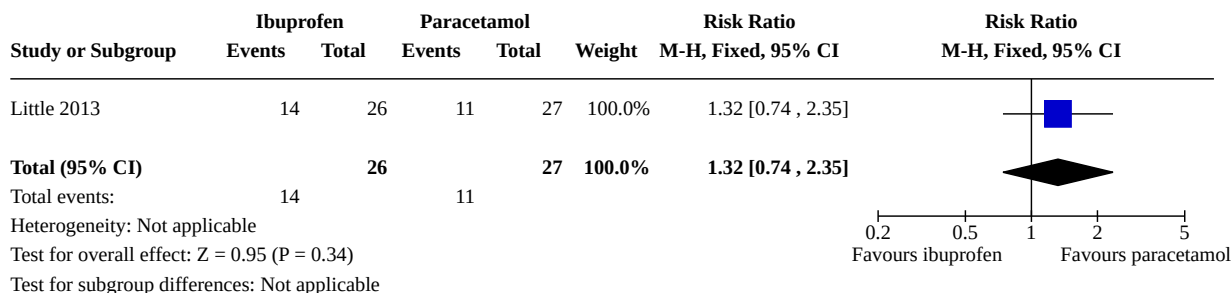 Ibuprofen Paracetamol Risk Ratio Risk Ratio
Study or Subgroup Events Total Events Total Weight M-H, Fixed, 95% CI M-H, Fixed, 95% CI
Little 2013 14 26 11 27 100.0% 1.32 [0.74 , 2.35]
Total (95% CI) 26 27 100.0% 1.32 [0.74 , 2.35]
Total events: 14 11
Heterogeneity: Not applicable
0.2 0.5 1 2 5
Test for overall effect: Z = 0.95 (P = 0.34)
Favours ibuprofen Favours paracetamol
Test for subgroup differences: Not applicable